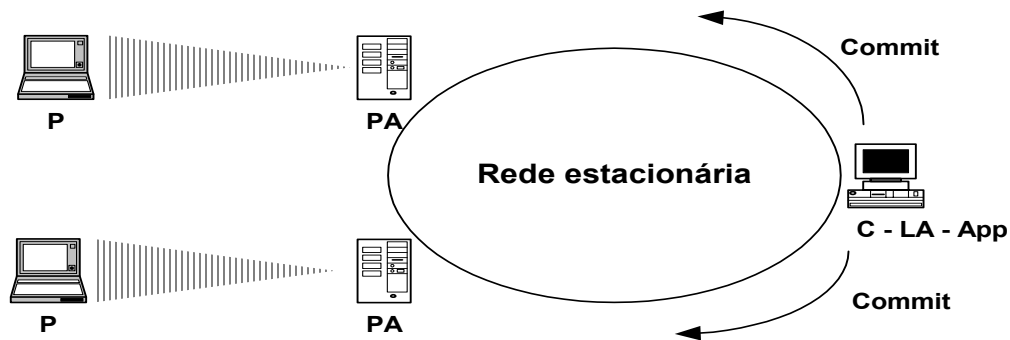 Commit
P
PA
Rede estacionária
C - LA - App
Commit
P
PA